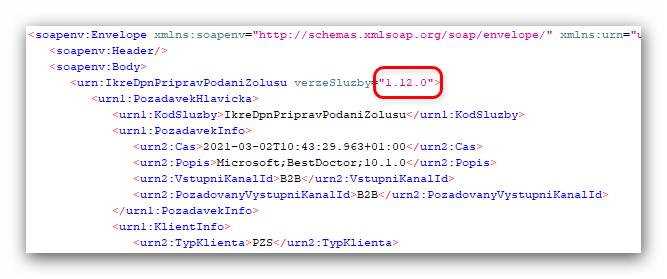 <soapenv:Envelope xmlns:soapenv="http://schemas.xmlsoap.org/soap/envelope/" xmlns:urn="u
<soapenv:Header/>
<soapenv:Body>
<urn:IkreDpnPripravPodaniZolusu verzeSluzby="1.12.0">
<urn1:PozadavekHlavicka>
<urn1:KodSluzby>IkreDpnPripravPodaniZolusu</urn1:KodSluzby>
<urn1:PozadavekInfo>
<urn2:Cas>2021-03-02T10:43:29.963+01:00</urn2:Cas>
<urn2:Popis>Microsoft;BestDoctor;10.1.0</urn2:Popis>
<urn2:VstupniKanalId>B2B</urn2:VstupniKanalId>
<urn2:PozadovanyVystupniKanalId>B2B</urn2:PozadovanyVystupniKanalId>
</urn1:PozadavekInfo>
<urn1:KlientInfo>
<urn2:TypKlienta>PZS</urn2:TypKlienta>